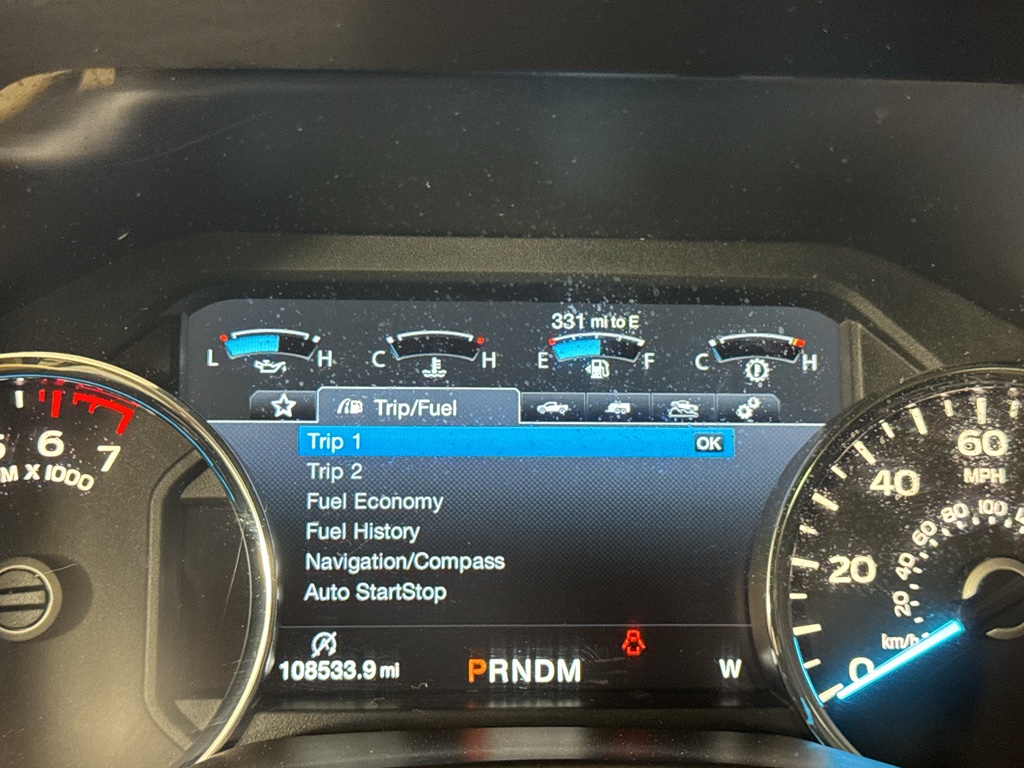 331 mi to E
L H
C H
E F
C H
Trip/Fuel
Trip 1 OK
Trip 2
Fuel Economy
Fuel History
Navigation/Compass
Auto StartStop
108533.9 mi
PRNDM
W
6 7
X 1000
0 20 40 60
MPH
20 40 60 80 100
km/h